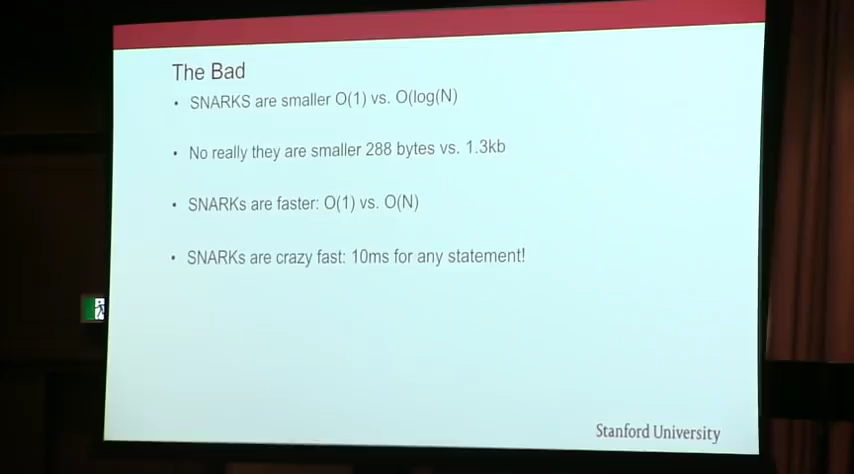 The Bad
• SNARKS are smaller O(1) vs. O(log(N)
• No really they are smaller 288 bytes vs. 1.3kb
• SNARKs are faster: O(1) vs. O(N)
• SNARKs are crazy fast: 10ms for any statement!
Stanford University